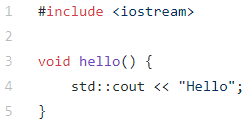 1 #include <iostream>
2
3 void hello() {
4     std::cout << "Hello";
5 }